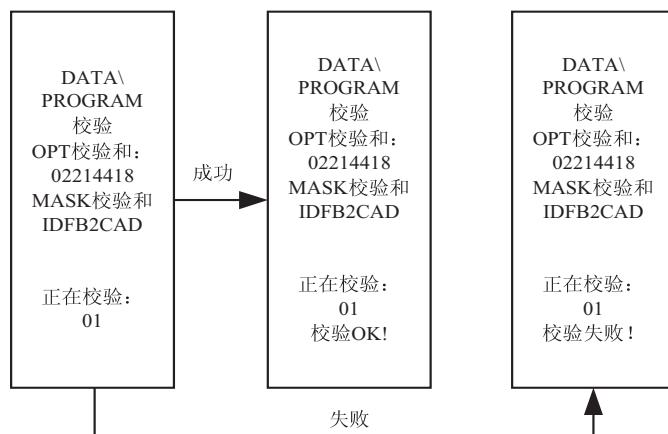 DATA\
PROGRAM
校验
OPT校验和：
02214418
MASK校验和
IDFB2CAD
正在校验：
01
成功
DATA\
PROGRAM
校验
OPT校验和：
02214418
MASK校验和
IDFB2CAD
正在校验：
01
校验OK!
DATA\
PROGRAM
校验
OPT校验和：
02214418
MASK校验和
IDFB2CAD
正在校验：
01
校验失败！
失败